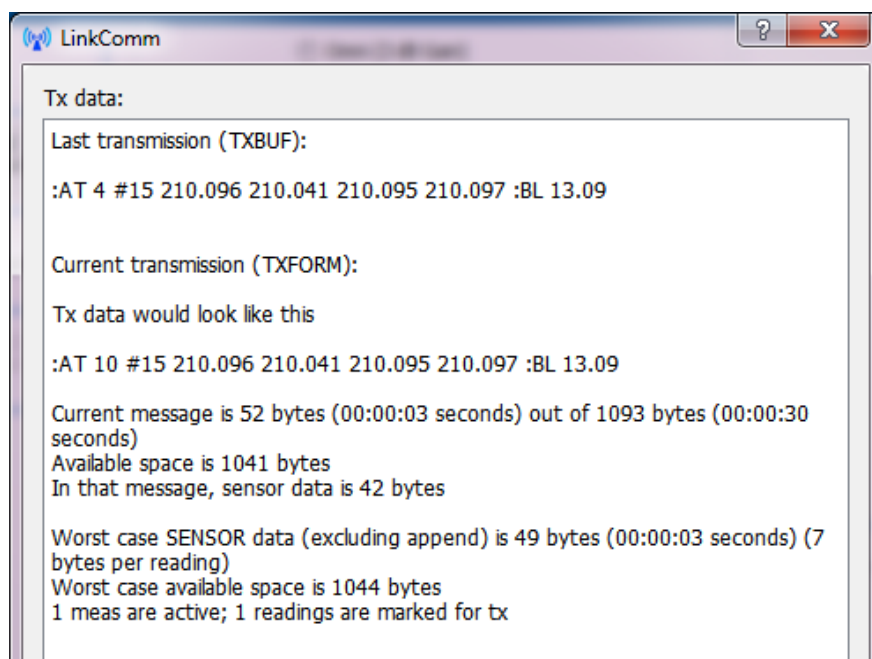 LinkComm
?
X
Tx data:
Last transmission (TXBUF):
:AT 4 #15 210.096 210.041 210.095 210.097 :BL 13.09
Current transmission (TXFORM):
Tx data would look like this
:AT 10 #15 210.096 210.041 210.095 210.097 :BL 13.09
Current message is 52 bytes (00:00:03 seconds) out of 1093 bytes (00:00:30
seconds)
Available space is 1041 bytes
In that message, sensor data is 42 bytes
Worst case SENSOR data (excluding append) is 49 bytes (00:00:03 seconds) (7
bytes per reading)
Worst case available space is 1044 bytes
1 meas are active; 1 readings are marked for tx